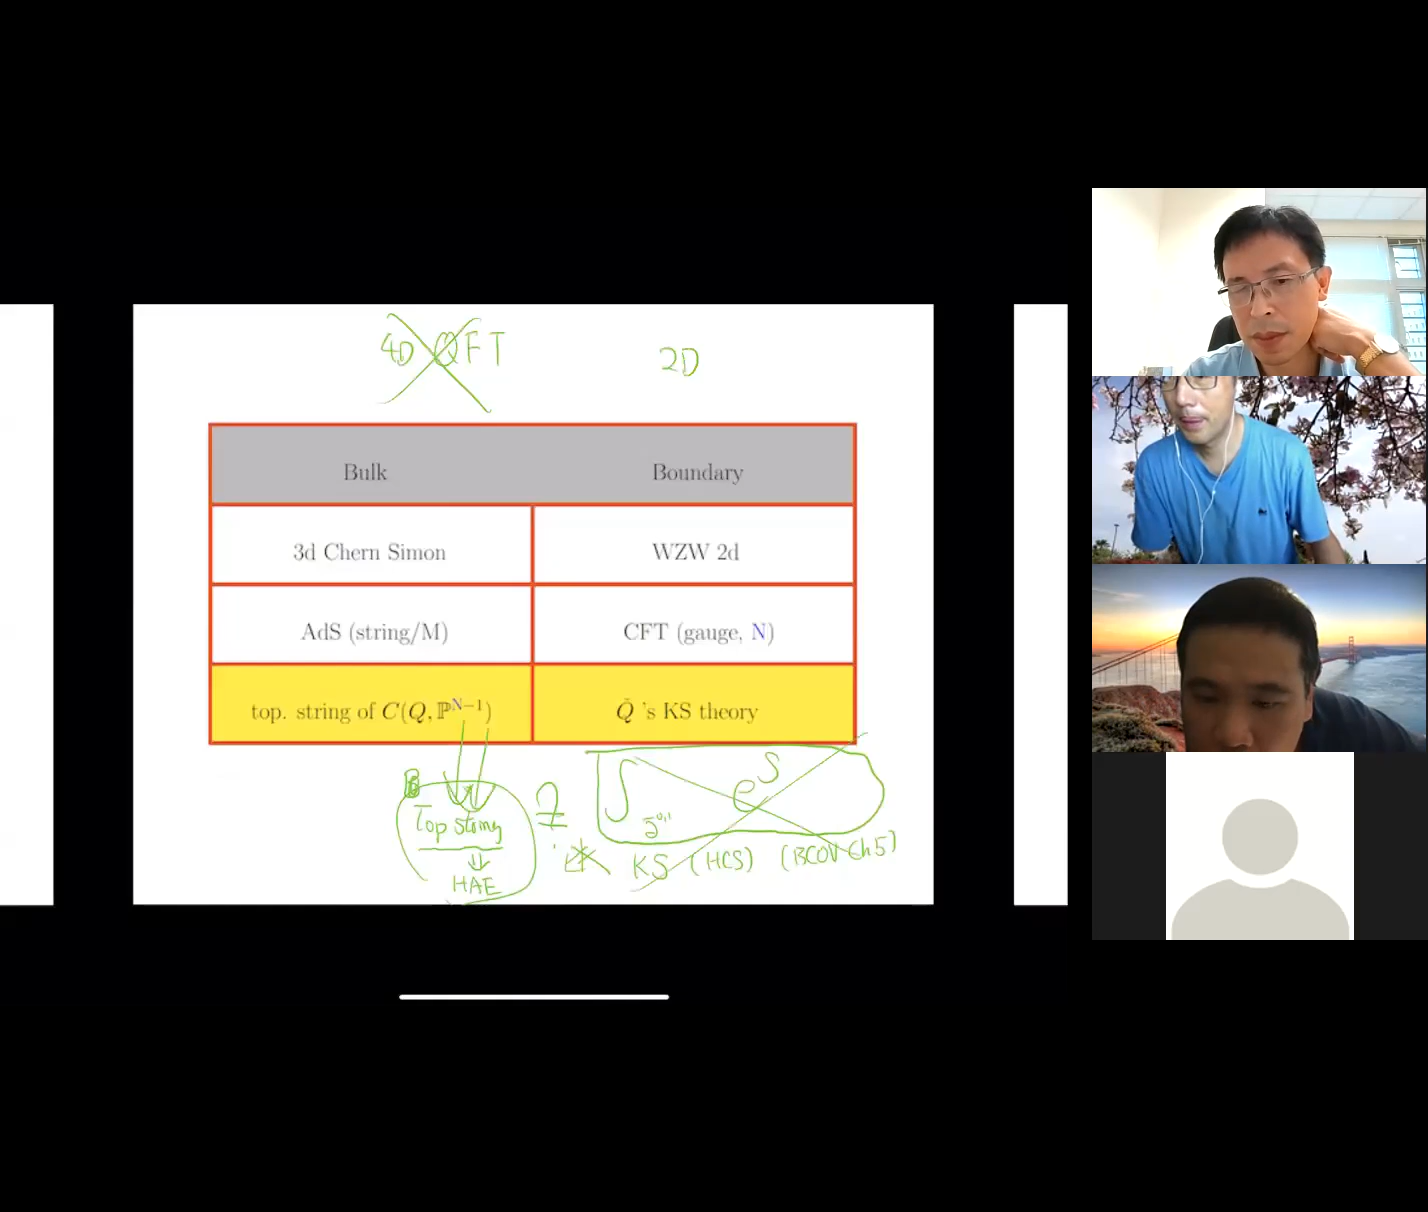 4D QFT
2D
Bulk Boundary
3d Chern Simon WZW 2d
AdS (string/M) CFT (gauge, N)
top. string of C(Q, ℙᴺ⁻¹) Q̌ 's KS theory
B
Top String
HAE
∫ e^S
KS (HCS) (BCOV Ch5)